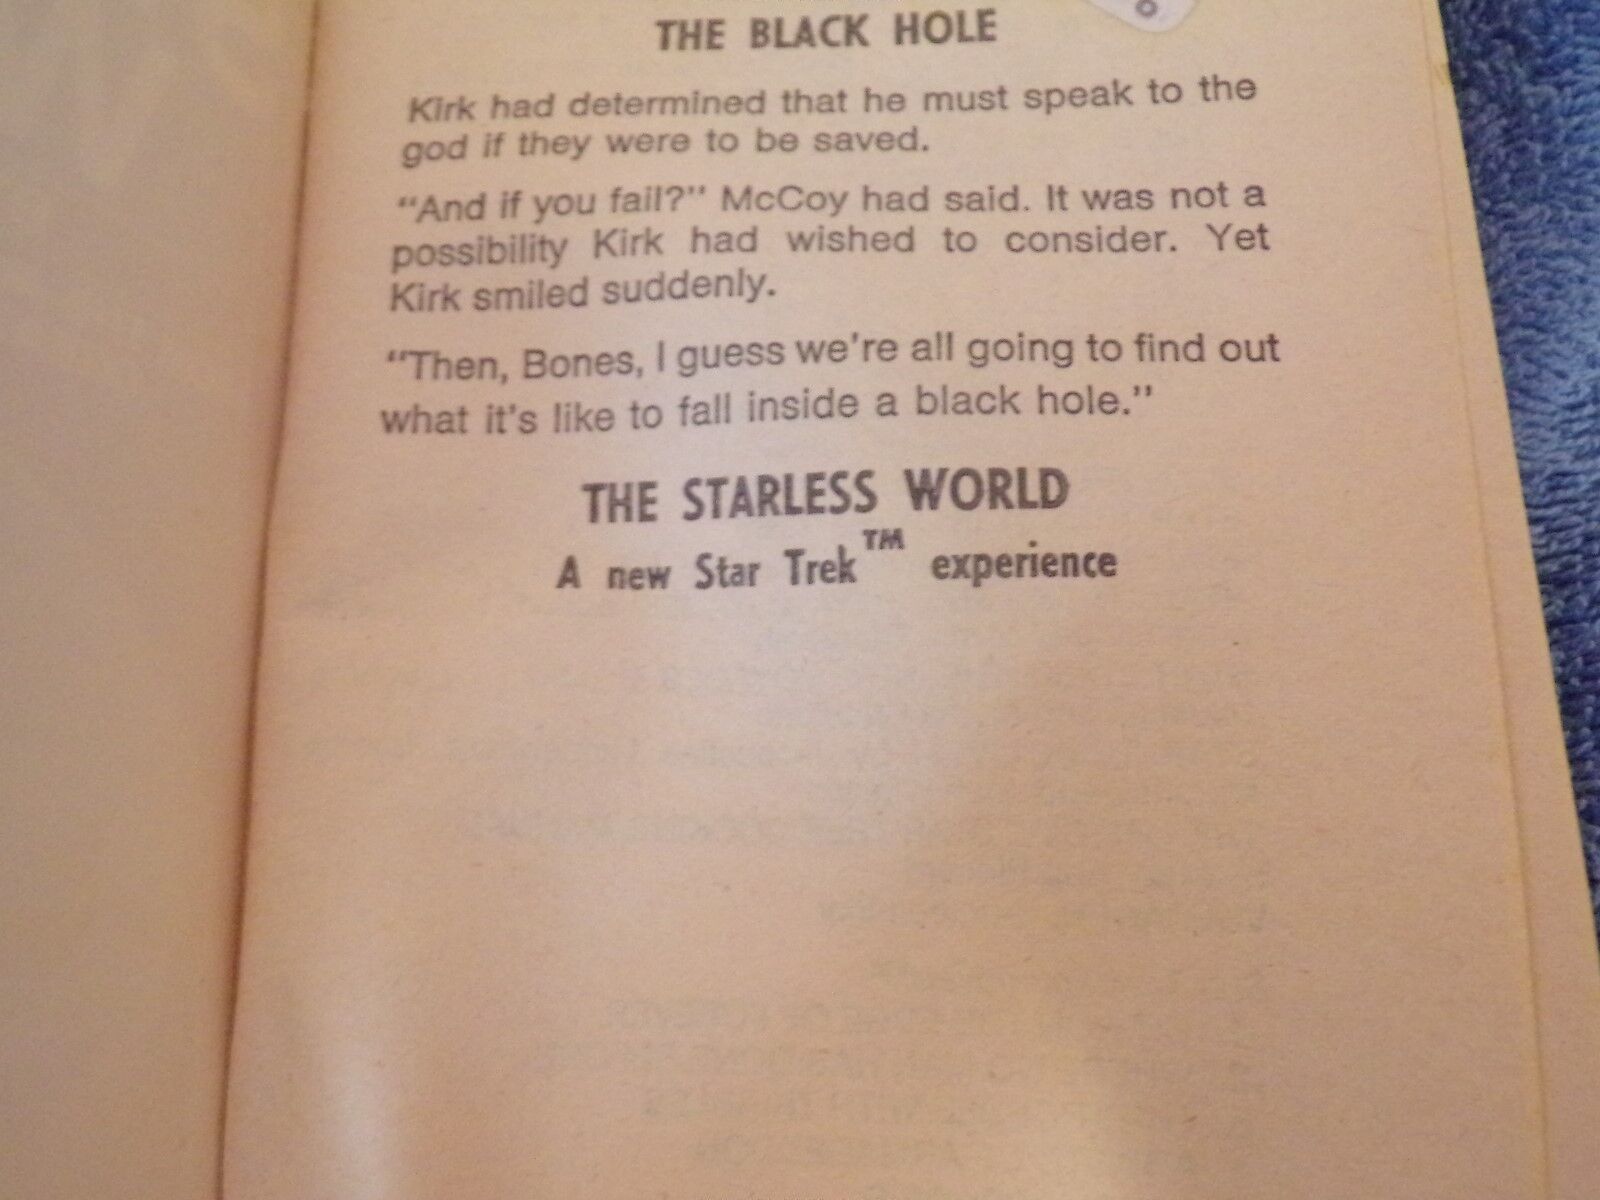 THE BLACK HOLE
Kirk had determined that he must speak to the
god if they were to be saved.
"And if you fail?" McCoy had said. It was not a
possibility Kirk had wished to consider. Yet
Kirk smiled suddenly.
"Then, Bones, I guess we're all going to find out
what it's like to fall inside a black hole."
THE STARLESS WORLD
A new Star Trek™ experience